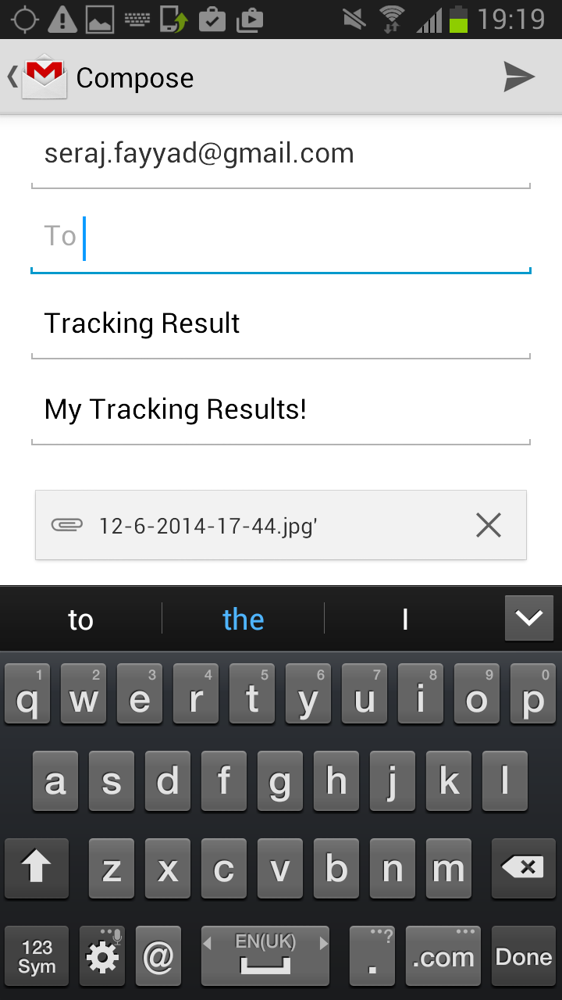 19:19
Compose
seraj.fayyad@gmail.com
To
Tracking Result
My Tracking Results!
12-6-2014-17-44.jpg'
to the I
1 2 3 4 5 6 7 8 9 0
q w e r t y u i o p
a s d f g h j k l
z x c v b n m
123 Sym @ EN(UK) . ? .com Done